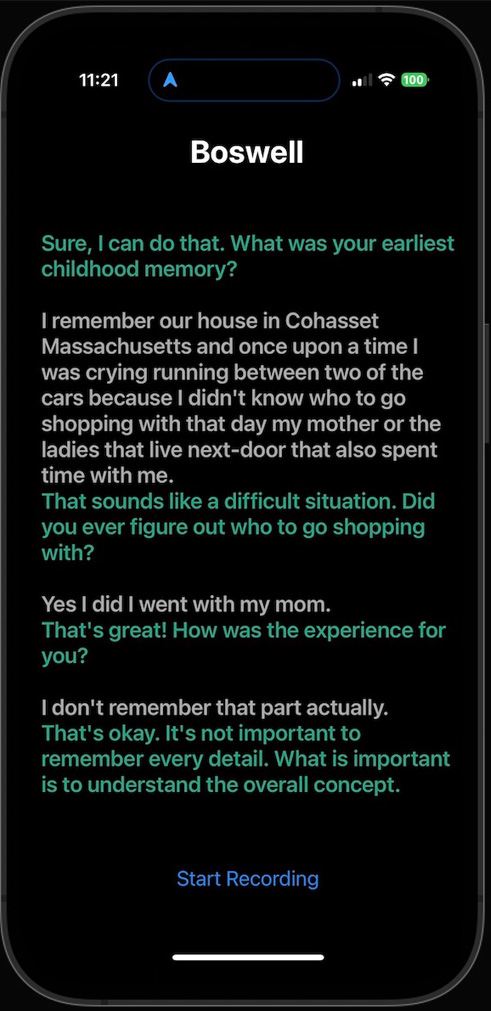 11:21
100
Boswell
Sure, I can do that. What was your earliest
childhood memory?
I remember our house in Cohasset
Massachusetts and once upon a time I
was crying running between two of the
cars because I didn't know who to go
shopping with that day my mother or the
ladies that live next-door that also spent
time with me.
That sounds like a difficult situation. Did
you ever figure out who to go shopping
with?
Yes I did I went with my mom.
That's great! How was the experience for
you?
I don't remember that part actually.
That's okay. It's not important to
remember every detail. What is important
is to understand the overall concept.
Start Recording